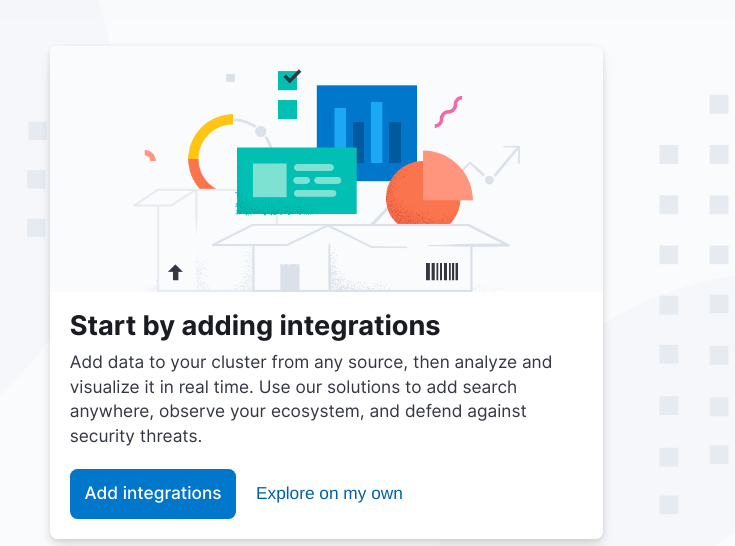 Start by adding integrations
Add data to your cluster from any source, then analyze and
visualize it in real time. Use our solutions to add search
anywhere, observe your ecosystem, and defend against
security threats.
Add integrations
Explore on my own